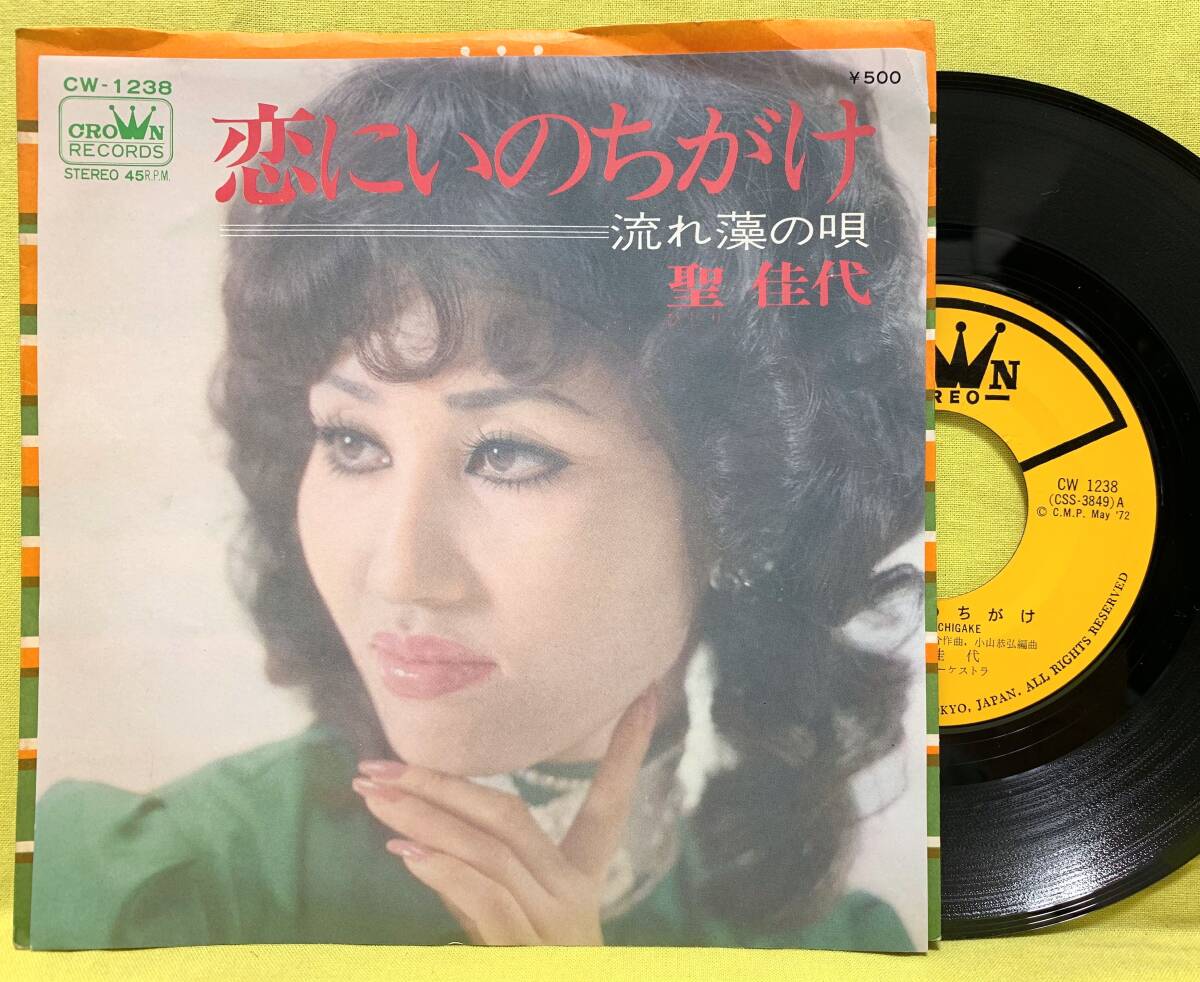 CW-1238
CROWN
RECORDS
STEREO 45R.P.M.
¥500
恋にいのちがけ
流れ藻の唄
聖 佳代
WN
REO
CW 1238
(CSS-3849)A
© C.M.P. May '72
ちがけ
CHIGAKE
作曲、小山恭弘編曲
佳代
ーケストラ
KYO, JAPAN. ALL RIGHTS RESERVED